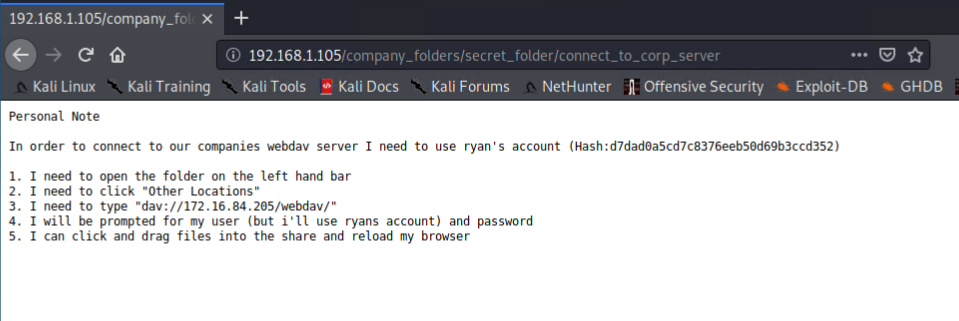 192.168.1.105/company_fol
192.168.1.105/company_folders/secret_folder/connect_to_corp_server
Kali Linux Kali Training Kali Tools Kali Docs Kali Forums NetHunter Offensive Security Exploit-DB GHDB
Personal Note
In order to connect to our companies webdav server I need to use ryan's account (Hash:d7dad0a5cd7c8376eeb50d69b3ccd352)
1. I need to open the folder on the left hand bar
2. I need to click "Other Locations"
3. I need to type "dav://172.16.84.205/webdav/"
4. I will be prompted for my user (but i'll use ryans account) and password
5. I can click and drag files into the share and reload my browser